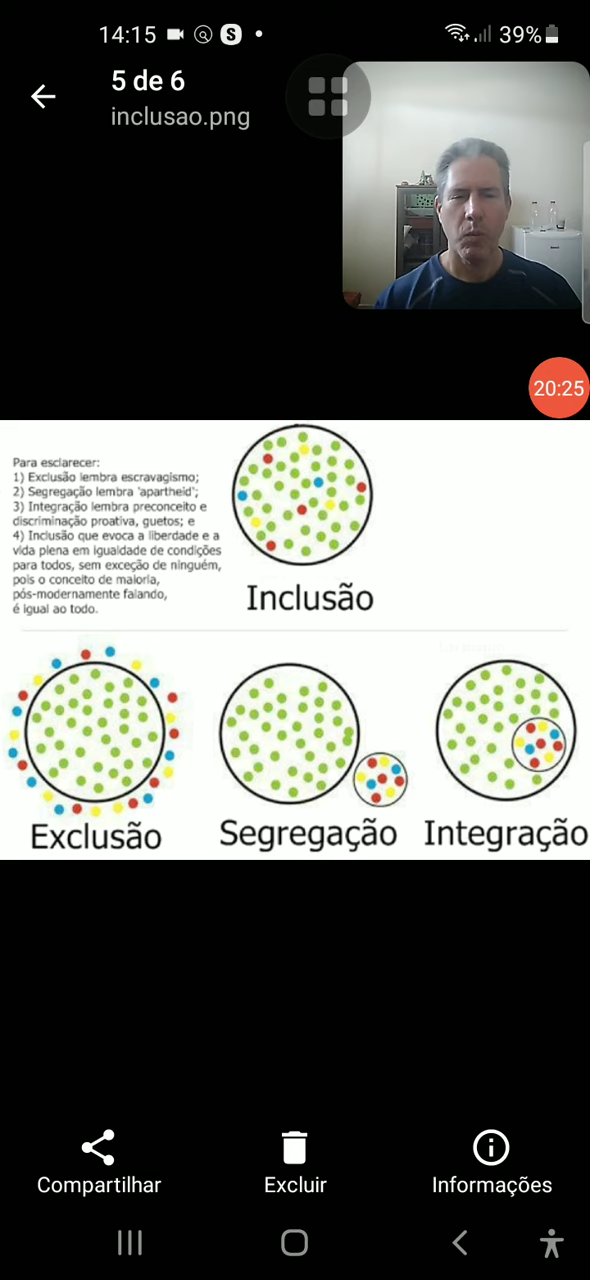 14:15
S
39%
5 de 6
inclusao.png
20:25
Para esclarecer:
1) Exclusão lembra escravagismo;
2) Segregação lembra 'apartheid';
3) Integração lembra preconceito e
discriminação proativa, guetos; e
4) Inclusão que evoca a liberdade e a
vida plena em igualdade de condições
para todos, sem exceção de ninguém,
pois o conceito de maioria,
pós-modernamente falando,
é igual ao todo.
Inclusão
Exclusão
Segregação
Integração
Compartilhar
Excluir
Informações